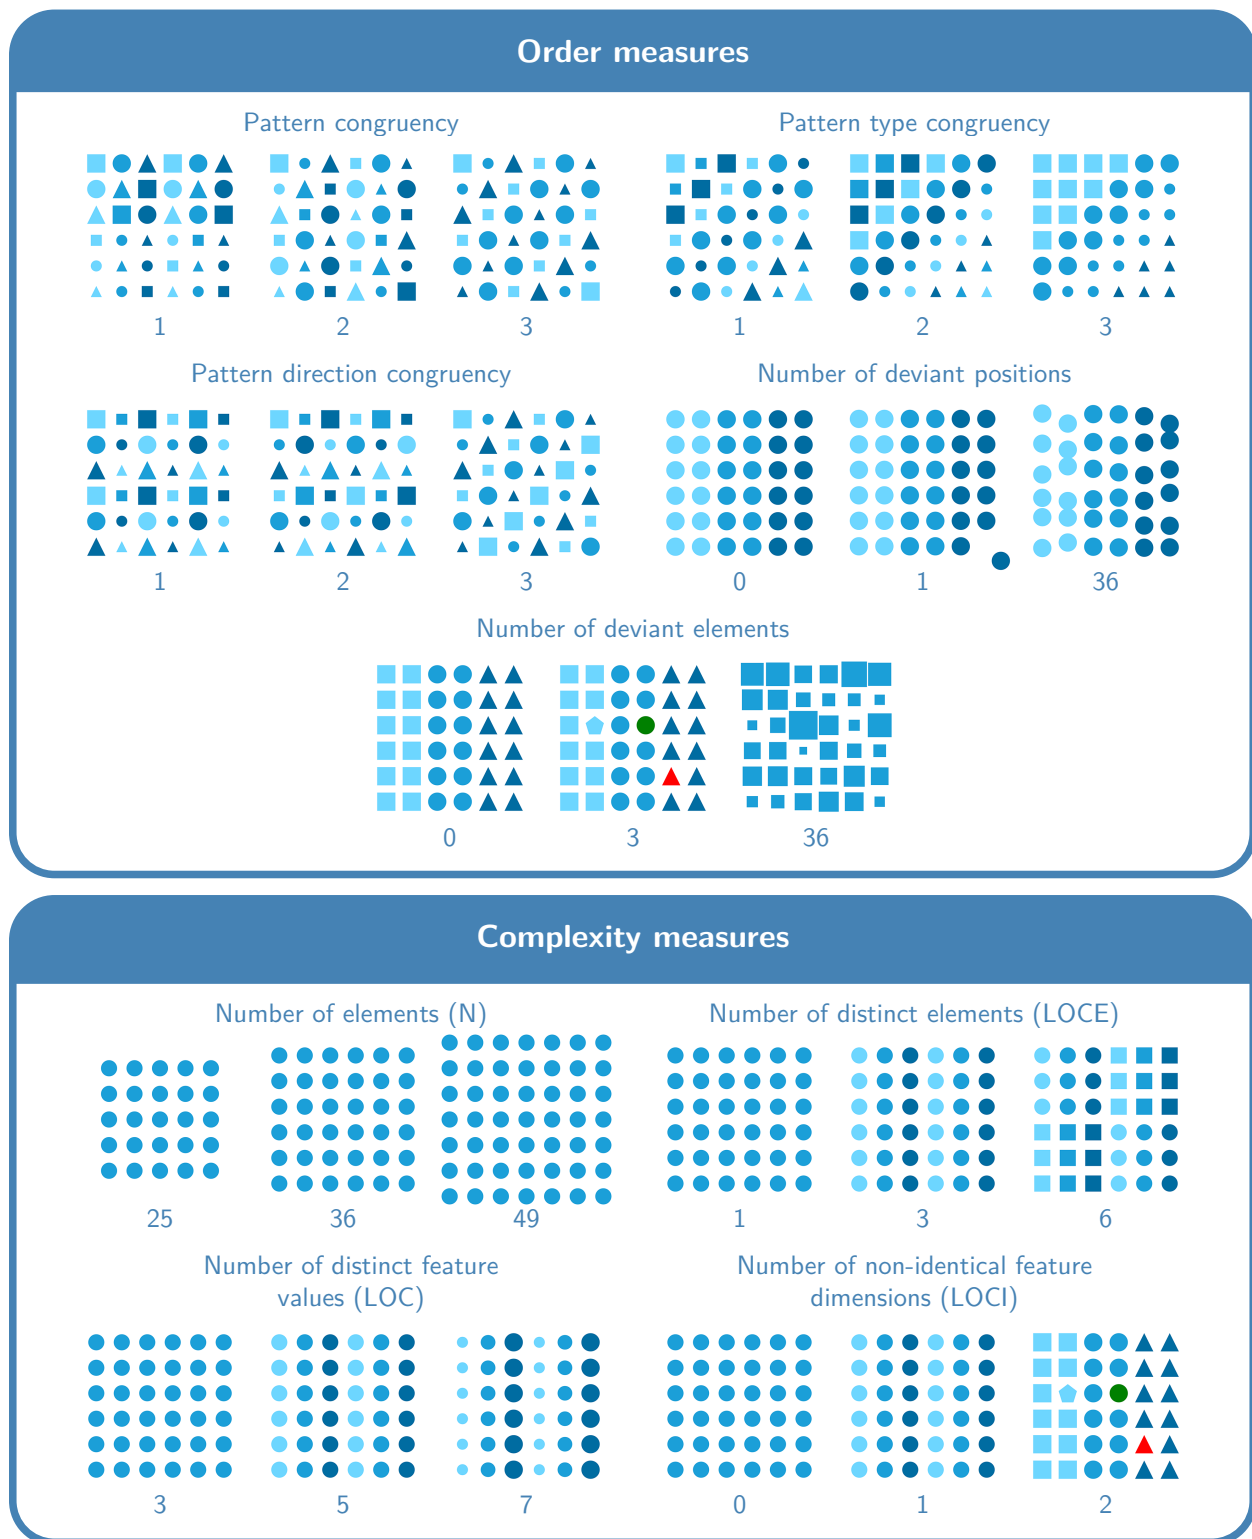 Order measures
Pattern congruency
Pattern type congruency
1
2
3
1
2
3
Pattern direction congruency
Number of deviant positions
1
2
3
0
1
36
Number of deviant elements
0
3
36
Complexity measures
Number of elements (N)
Number of distinct elements (LOCE)
25
36
49
1
3
6
Number of distinct feature
values (LOC)
Number of non-identical feature
dimensions (LOCI)
3
5
7
0
1
2